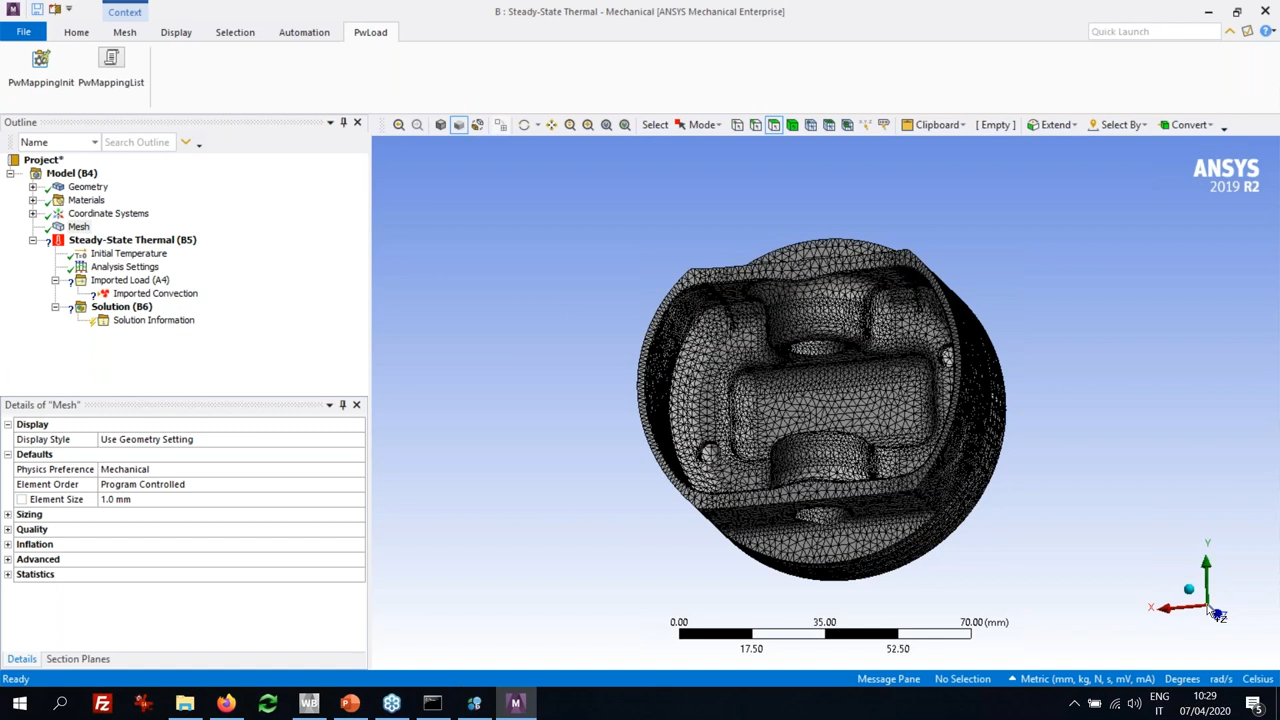 Context
B : Steady-State Thermal - Mechanical [ANSYS Mechanical Enterprise]
File Home Mesh Display Selection Automation PwLoad
Quick Launch
PwMappingInit PwMappingList
Outline
Select Mode Clipboard [ Empty ] Extend Select By Convert
Name Search Outline
Project*
Model (B4)
Geometry
Materials
Coordinate Systems
Mesh
Steady-State Thermal (B5)
T=0 Initial Temperature
Analysis Settings
Imported Load (A4)
Imported Convection
Solution (B6)
Solution Information
ANSYS
2019 R2
Details of "Mesh"
Display
Display Style Use Geometry Setting
Defaults
Physics Preference Mechanical
Element Order Program Controlled
Element Size 1.0 mm
Sizing
Quality
Inflation
Advanced
Statistics
Y
X
Z
0.00 35.00 70.00 (mm)
17.50 52.50
Details Section Planes
Ready
Message Pane No Selection Metric (mm, kg, N, s, mV, mA) Degrees rad/s Celsius
WB
ENG
IT
10:29
07/04/2020
5